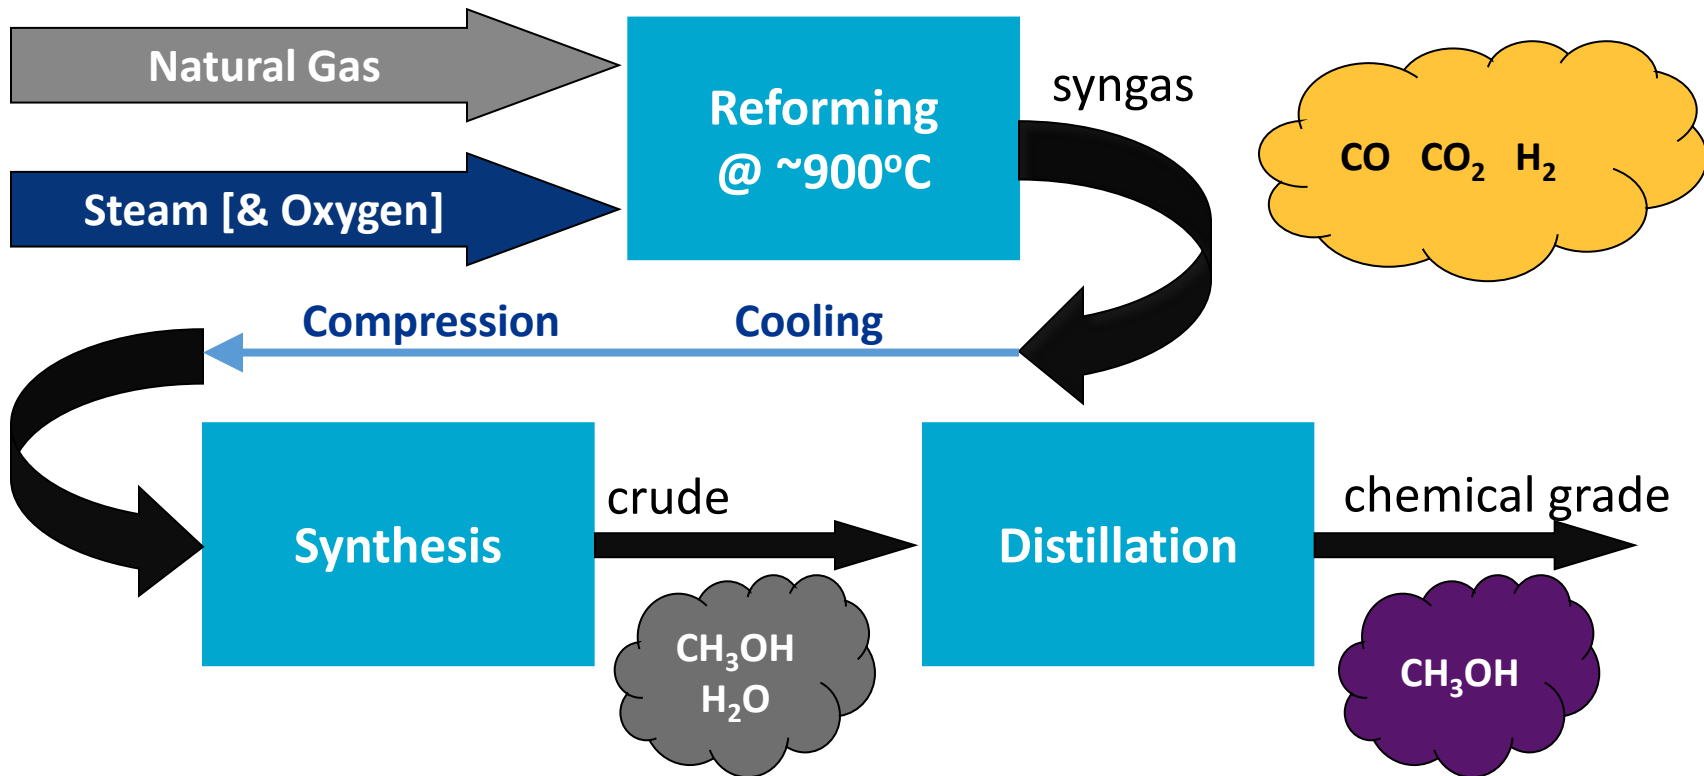 Natural Gas
Steam [& Oxygen]
Reforming
@ ~900°C
syngas
CO CO₂ H₂
Compression
Cooling
Synthesis
crude
CH₃OH
H₂O
Distillation
chemical grade
CH₃OH